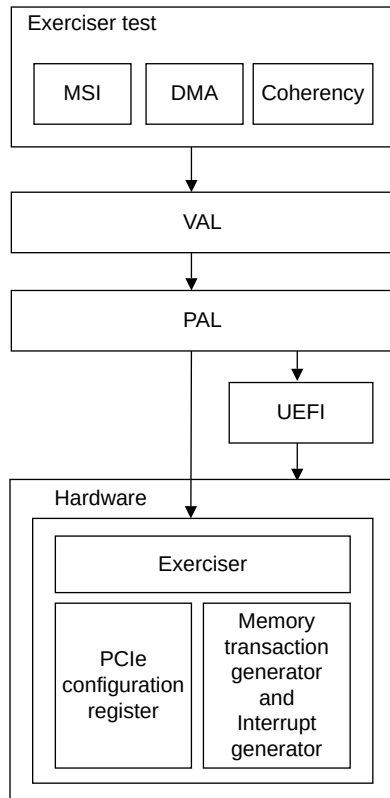 Exerciser test
MSI
DMA
Coherency
VAL
PAL
UEFI
Hardware
Exerciser
PCIe
configuration
register
Memory
transaction
generator
and
Interrupt
generator